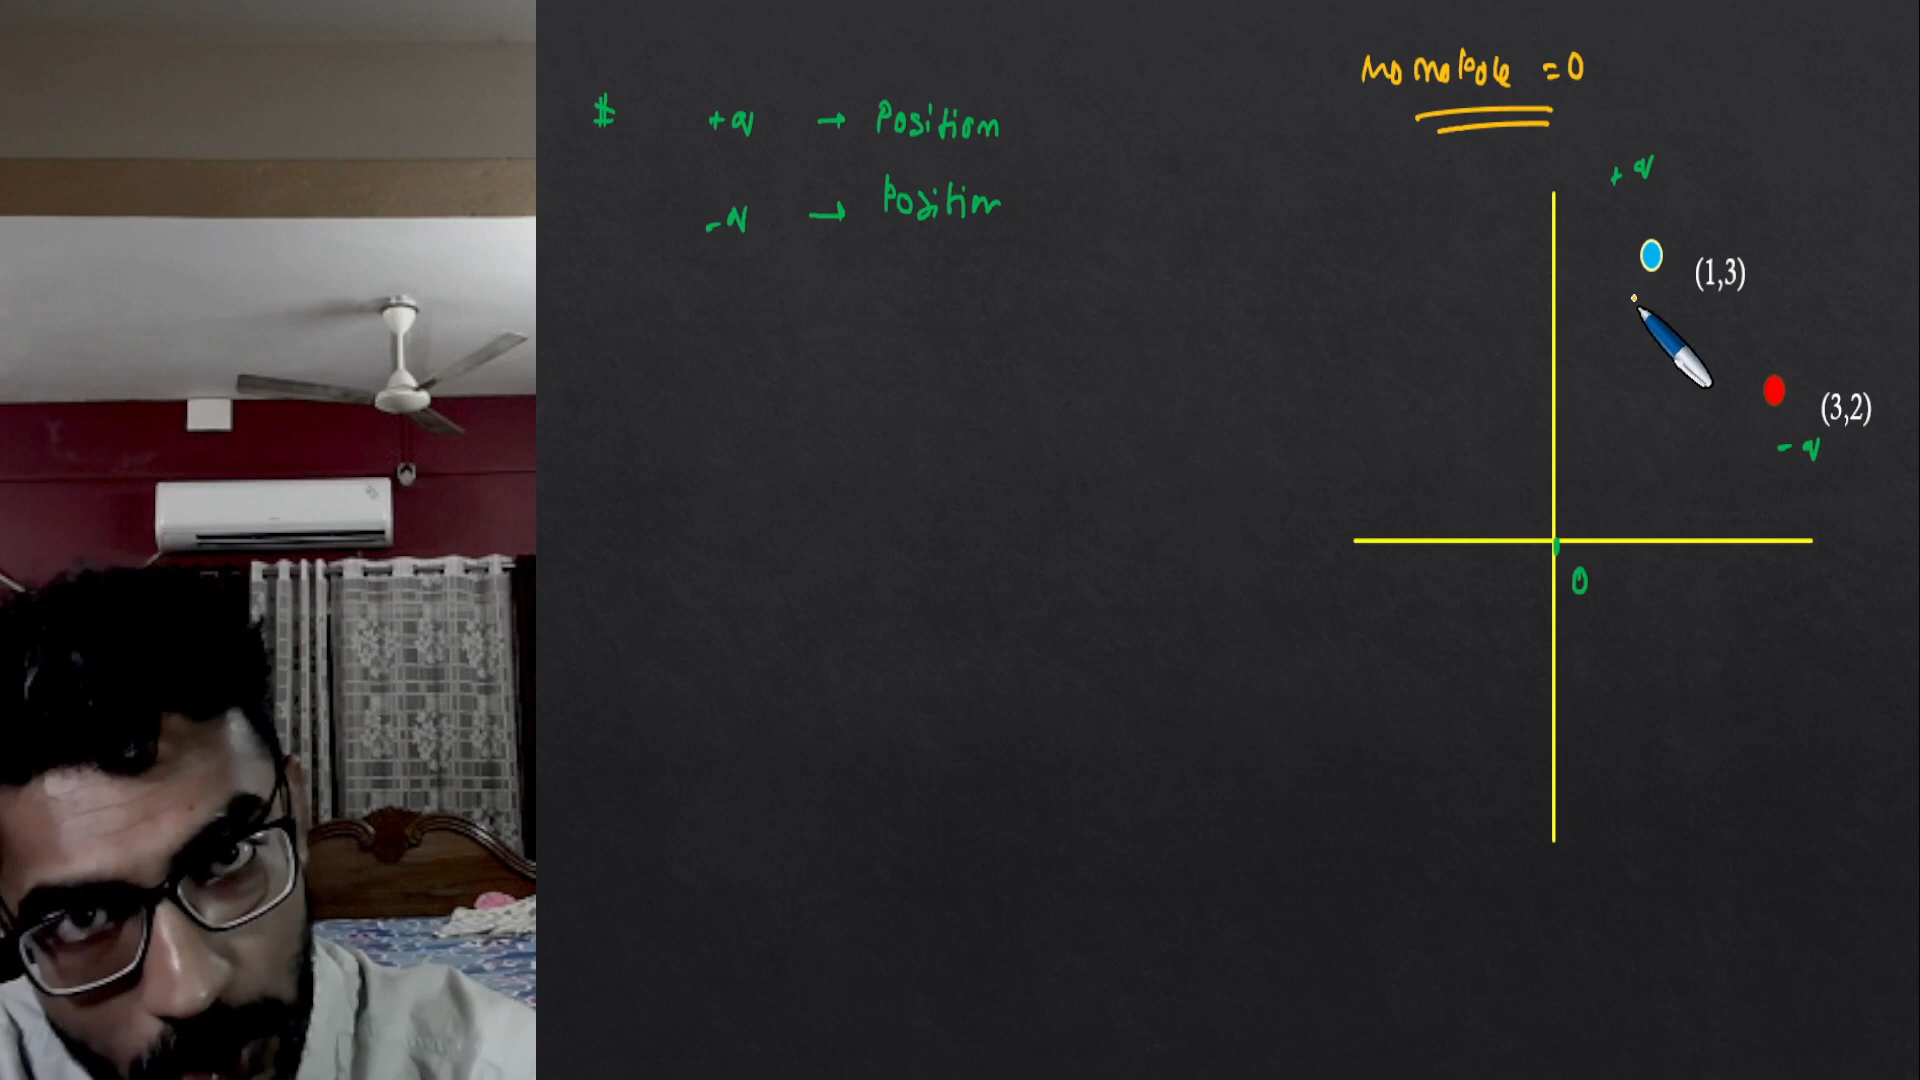 Monopole = 0
# +q → Position
-q → Position
+q
(1,3)
(3,2)
-q
0